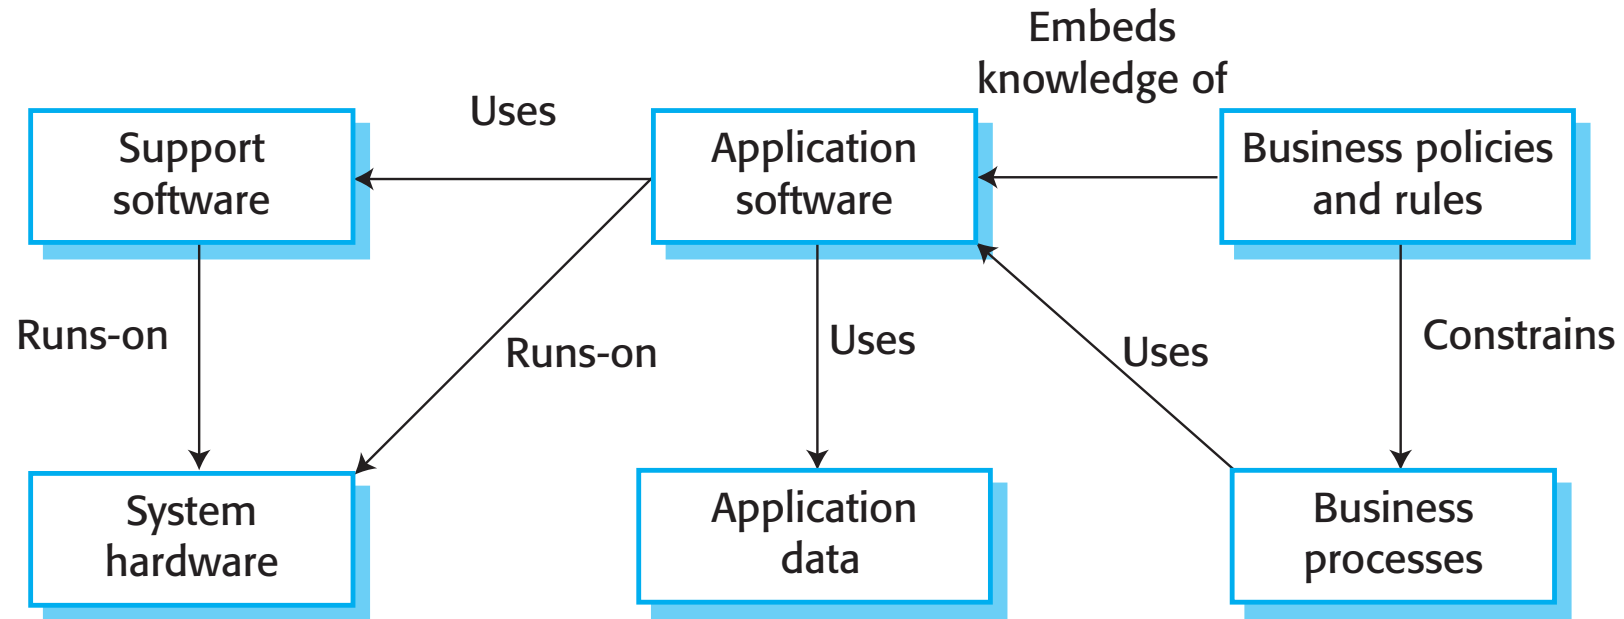 Embeds
knowledge of
Uses
Support
software
Application
software
Business policies
and rules
Runs-on
Runs-on
Uses
Uses
Constrains
System
hardware
Application
data
Business
processes